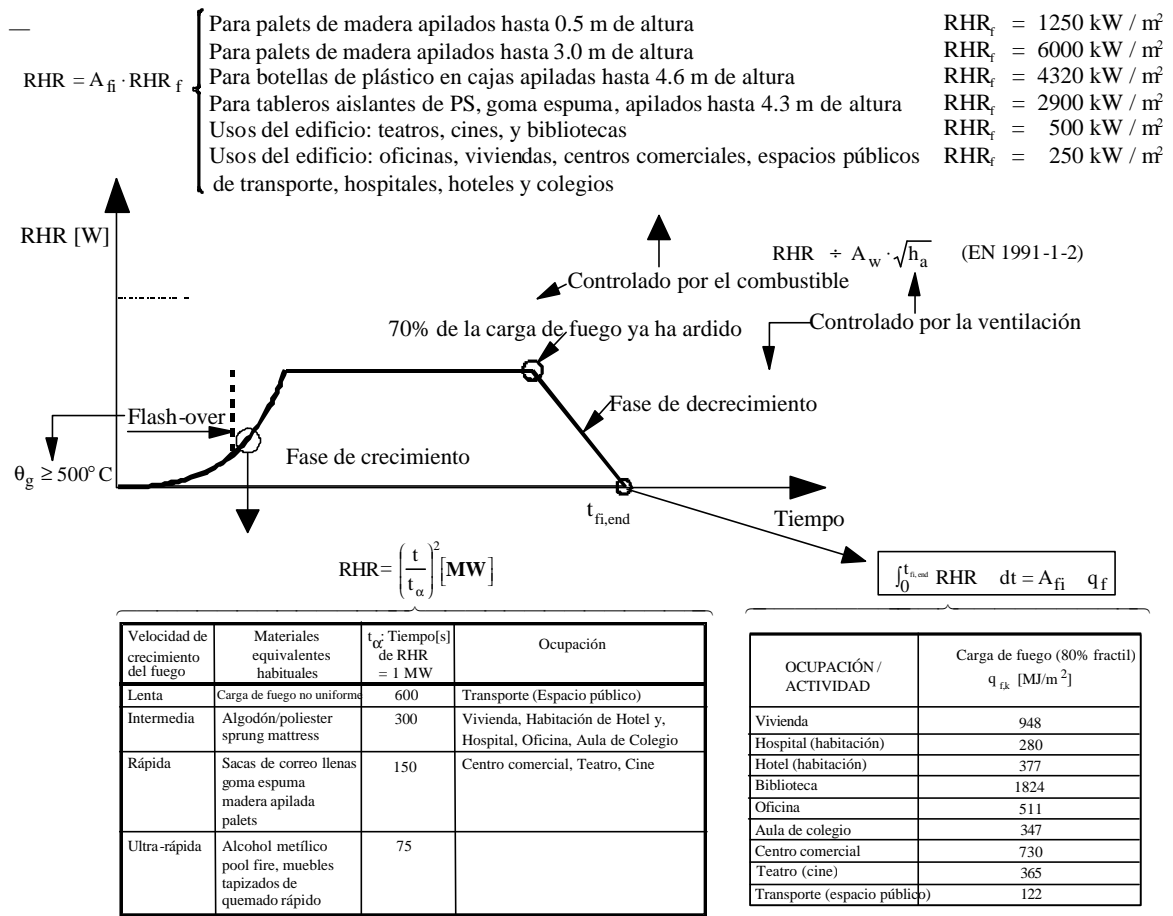 —
Para palets de madera apilados hasta 0.5 m de altura RHR_f = 1250 kW / m²
Para palets de madera apilados hasta 3.0 m de altura RHR_f = 6000 kW / m²
RHR = A_fi · RHR_f
Para botellas de plástico en cajas apiladas hasta 4.6 m de altura RHR_f = 4320 kW / m²
Para tableros aislantes de PS, goma espuma, apilados hasta 4.3 m de altura RHR_f = 2900 kW / m²
Usos del edificio: teatros, cines, y bibliotecas RHR_f = 500 kW / m²
Usos del edificio: oficinas, viviendas, centros comerciales, espacios públicos RHR_f = 250 kW / m²
de transporte, hospitales, hoteles y colegios
RHR [W]
RHR ÷ A_w · √h_a (EN 1991-1-2)
Controlado por el combustible
70% de la carga de fuego ya ha ardido
Controlado por la ventilación
Flash-over
Fase de decrecimiento
Fase de crecimiento
θ_g ≥ 500°C
t_fi,end
Tiempo
RHR= (t / t_α)² [MW]
∫_0^t_fi,end RHR dt = A_fi q_f
Velocidad de crecimiento del fuego
Materiales equivalentes habituales
t_α: Tiempo[s] de RHR = 1 MW
Ocupación
Lenta
Carga de fuego no uniforme
600
Transporte (Espacio público)
Intermedia
Algodón/poliester
sprung mattress
300
Vivienda, Habitación de Hotel y,
Hospital, Oficina, Aula de Colegio
Rápida
Sacas de correo llenas
goma espuma
madera apilada
palets
150
Centro comercial, Teatro, Cine
Ultra-rápida
Alcohol metílico
pool fire, muebles
tapizados de
quemado rápido
75
OCUPACIÓN /
ACTIVIDAD
Carga de fuego (80% fractil)
q_f,k [MJ/m²]
Vivienda 948
Hospital (habitación) 280
Hotel (habitación) 377
Biblioteca 1824
Oficina 511
Aula de colegio 347
Centro comercial 730
Teatro (cine) 365
Transporte (espacio público) 122